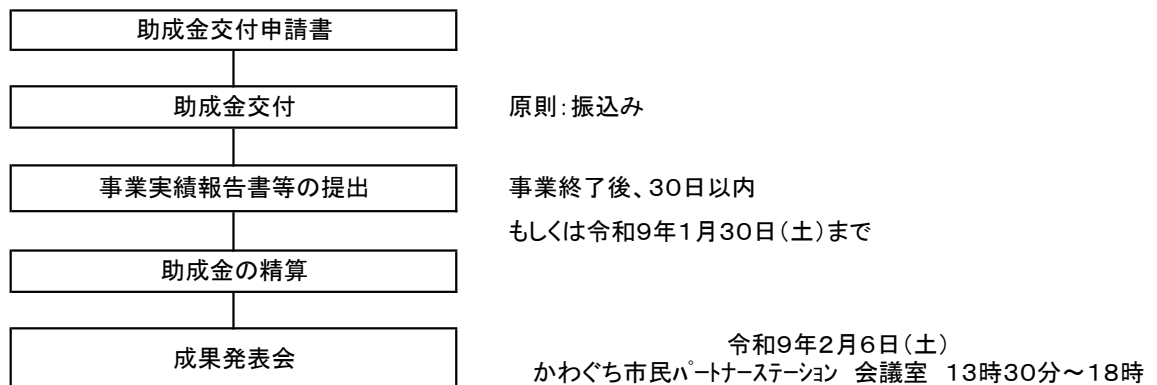 助成金交付申請書
助成金交付
原則：振込み
事業実績報告書等の提出
事業終了後、３０日以内
もしくは令和９年１月３０日（土）まで
助成金の精算
成果発表会
令和９年２月６日（土）
かわぐち市民ﾊﾟｰﾄﾅｰｽﾃｰｼｮﾝ　会議室　１３時３０分～１８時